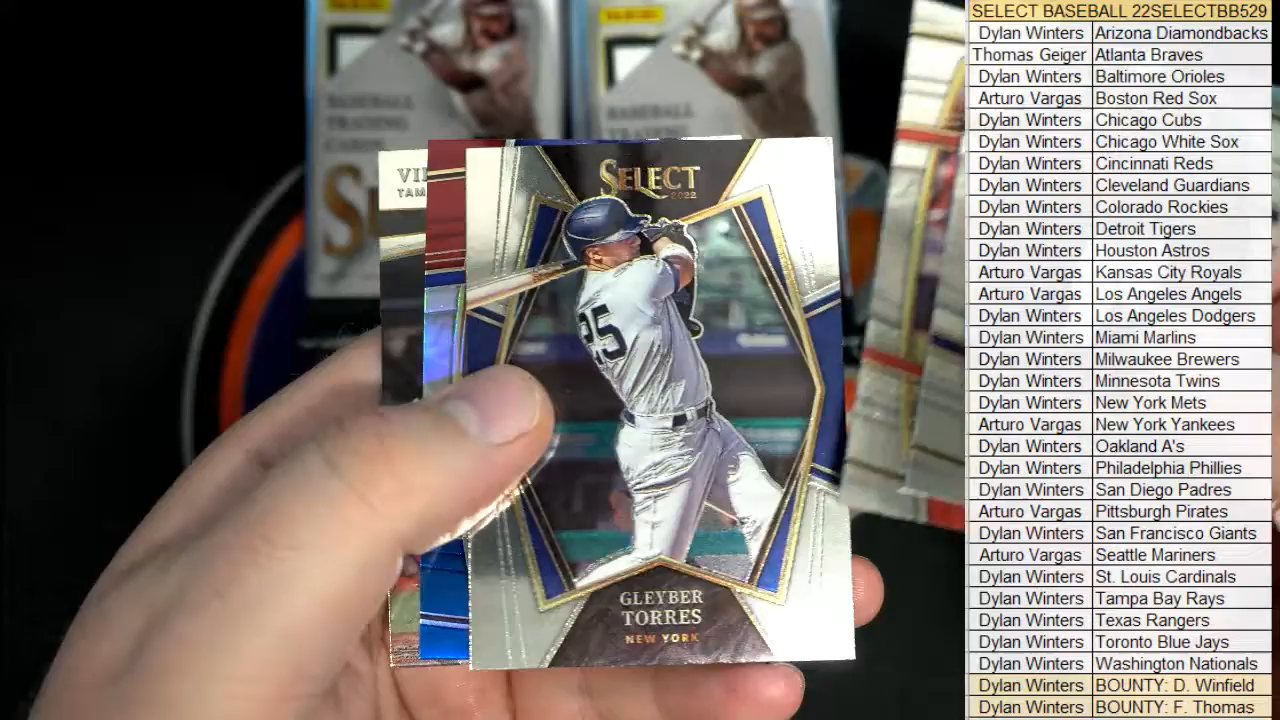 BASEBALL
TRADING
CARDS
BASEBALL
VI
TAM
SELECT
2022
25
GLEYBER
TORRES
NEW YORK
SELECT BASEBALL 22SELECTBB529
Dylan Winters Arizona Diamondbacks
Thomas Geiger Atlanta Braves
Dylan Winters Baltimore Orioles
Arturo Vargas Boston Red Sox
Dylan Winters Chicago Cubs
Dylan Winters Chicago White Sox
Dylan Winters Cincinnati Reds
Dylan Winters Cleveland Guardians
Dylan Winters Colorado Rockies
Dylan Winters Detroit Tigers
Dylan Winters Houston Astros
Arturo Vargas Kansas City Royals
Arturo Vargas Los Angeles Angels
Dylan Winters Los Angeles Dodgers
Dylan Winters Miami Marlins
Dylan Winters Milwaukee Brewers
Dylan Winters Minnesota Twins
Dylan Winters New York Mets
Arturo Vargas New York Yankees
Dylan Winters Oakland A's
Dylan Winters Philadelphia Phillies
Dylan Winters San Diego Padres
Arturo Vargas Pittsburgh Pirates
Dylan Winters San Francisco Giants
Arturo Vargas Seattle Mariners
Dylan Winters St. Louis Cardinals
Dylan Winters Tampa Bay Rays
Dylan Winters Texas Rangers
Dylan Winters Toronto Blue Jays
Dylan Winters Washington Nationals
Dylan Winters BOUNTY: D. Winfield
Dylan Winters BOUNTY: F. Thomas